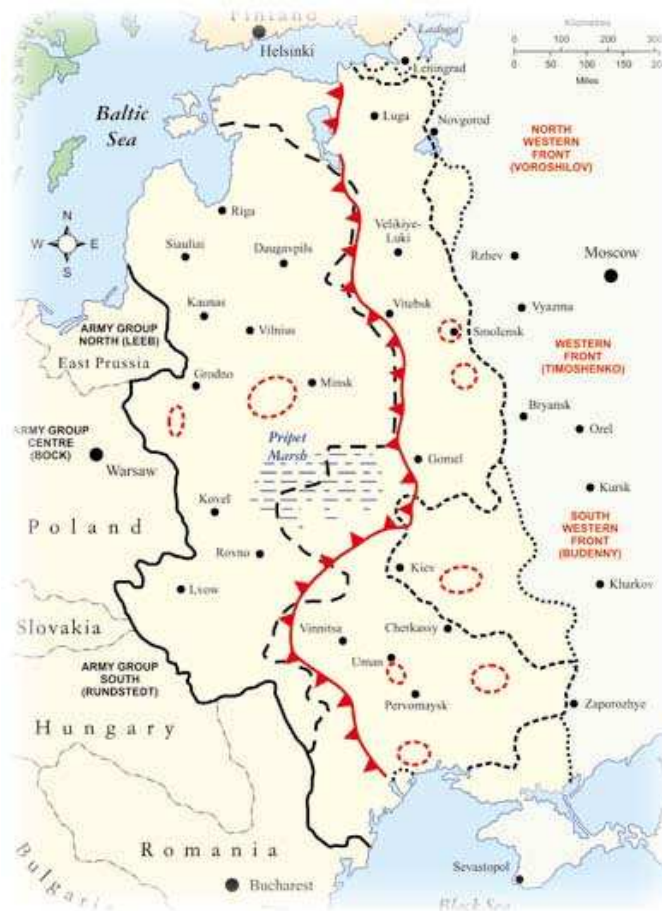 Finland
Helsinki
Ladoga
Leningrad
Kilometres
0 100 200 300
0 50 100 150
Miles
Sweden
Baltic
Sea
Luga
Novgorod
NORTH
WESTERN
FRONT
(VOROSHILOV)
N
W E
S
Riga
Siauliai
Daugavpils
Velikiye-
Luki
Rzhev
Moscow
Kaunas
Vitebsk
Vyazma
ARMY GROUP
NORTH (LEEB)
Vilnius
Smolensk
WESTERN
FRONT
(TIMOSHENKO)
East Prussia
Grodno
Minsk
Bryansk
Orel
ARMY GROUP
CENTRE
(BOCK)
Warsaw
Pripet
Marsh
Gomel
Kursk
Poland
Kovel
SOUTH
WESTERN
FRONT
(BUDENNY)
Rovno
Kiev
Kharkov
Lvow
Slovakia
Vinnitsa
Cherkassy
Uman
ARMY GROUP
SOUTH
(RUNDSTEDT)
Pervomaysk
Zaporozhye
Hungary
Romania
Sevastopol
Bucharest
Bulgaria
Black Sea